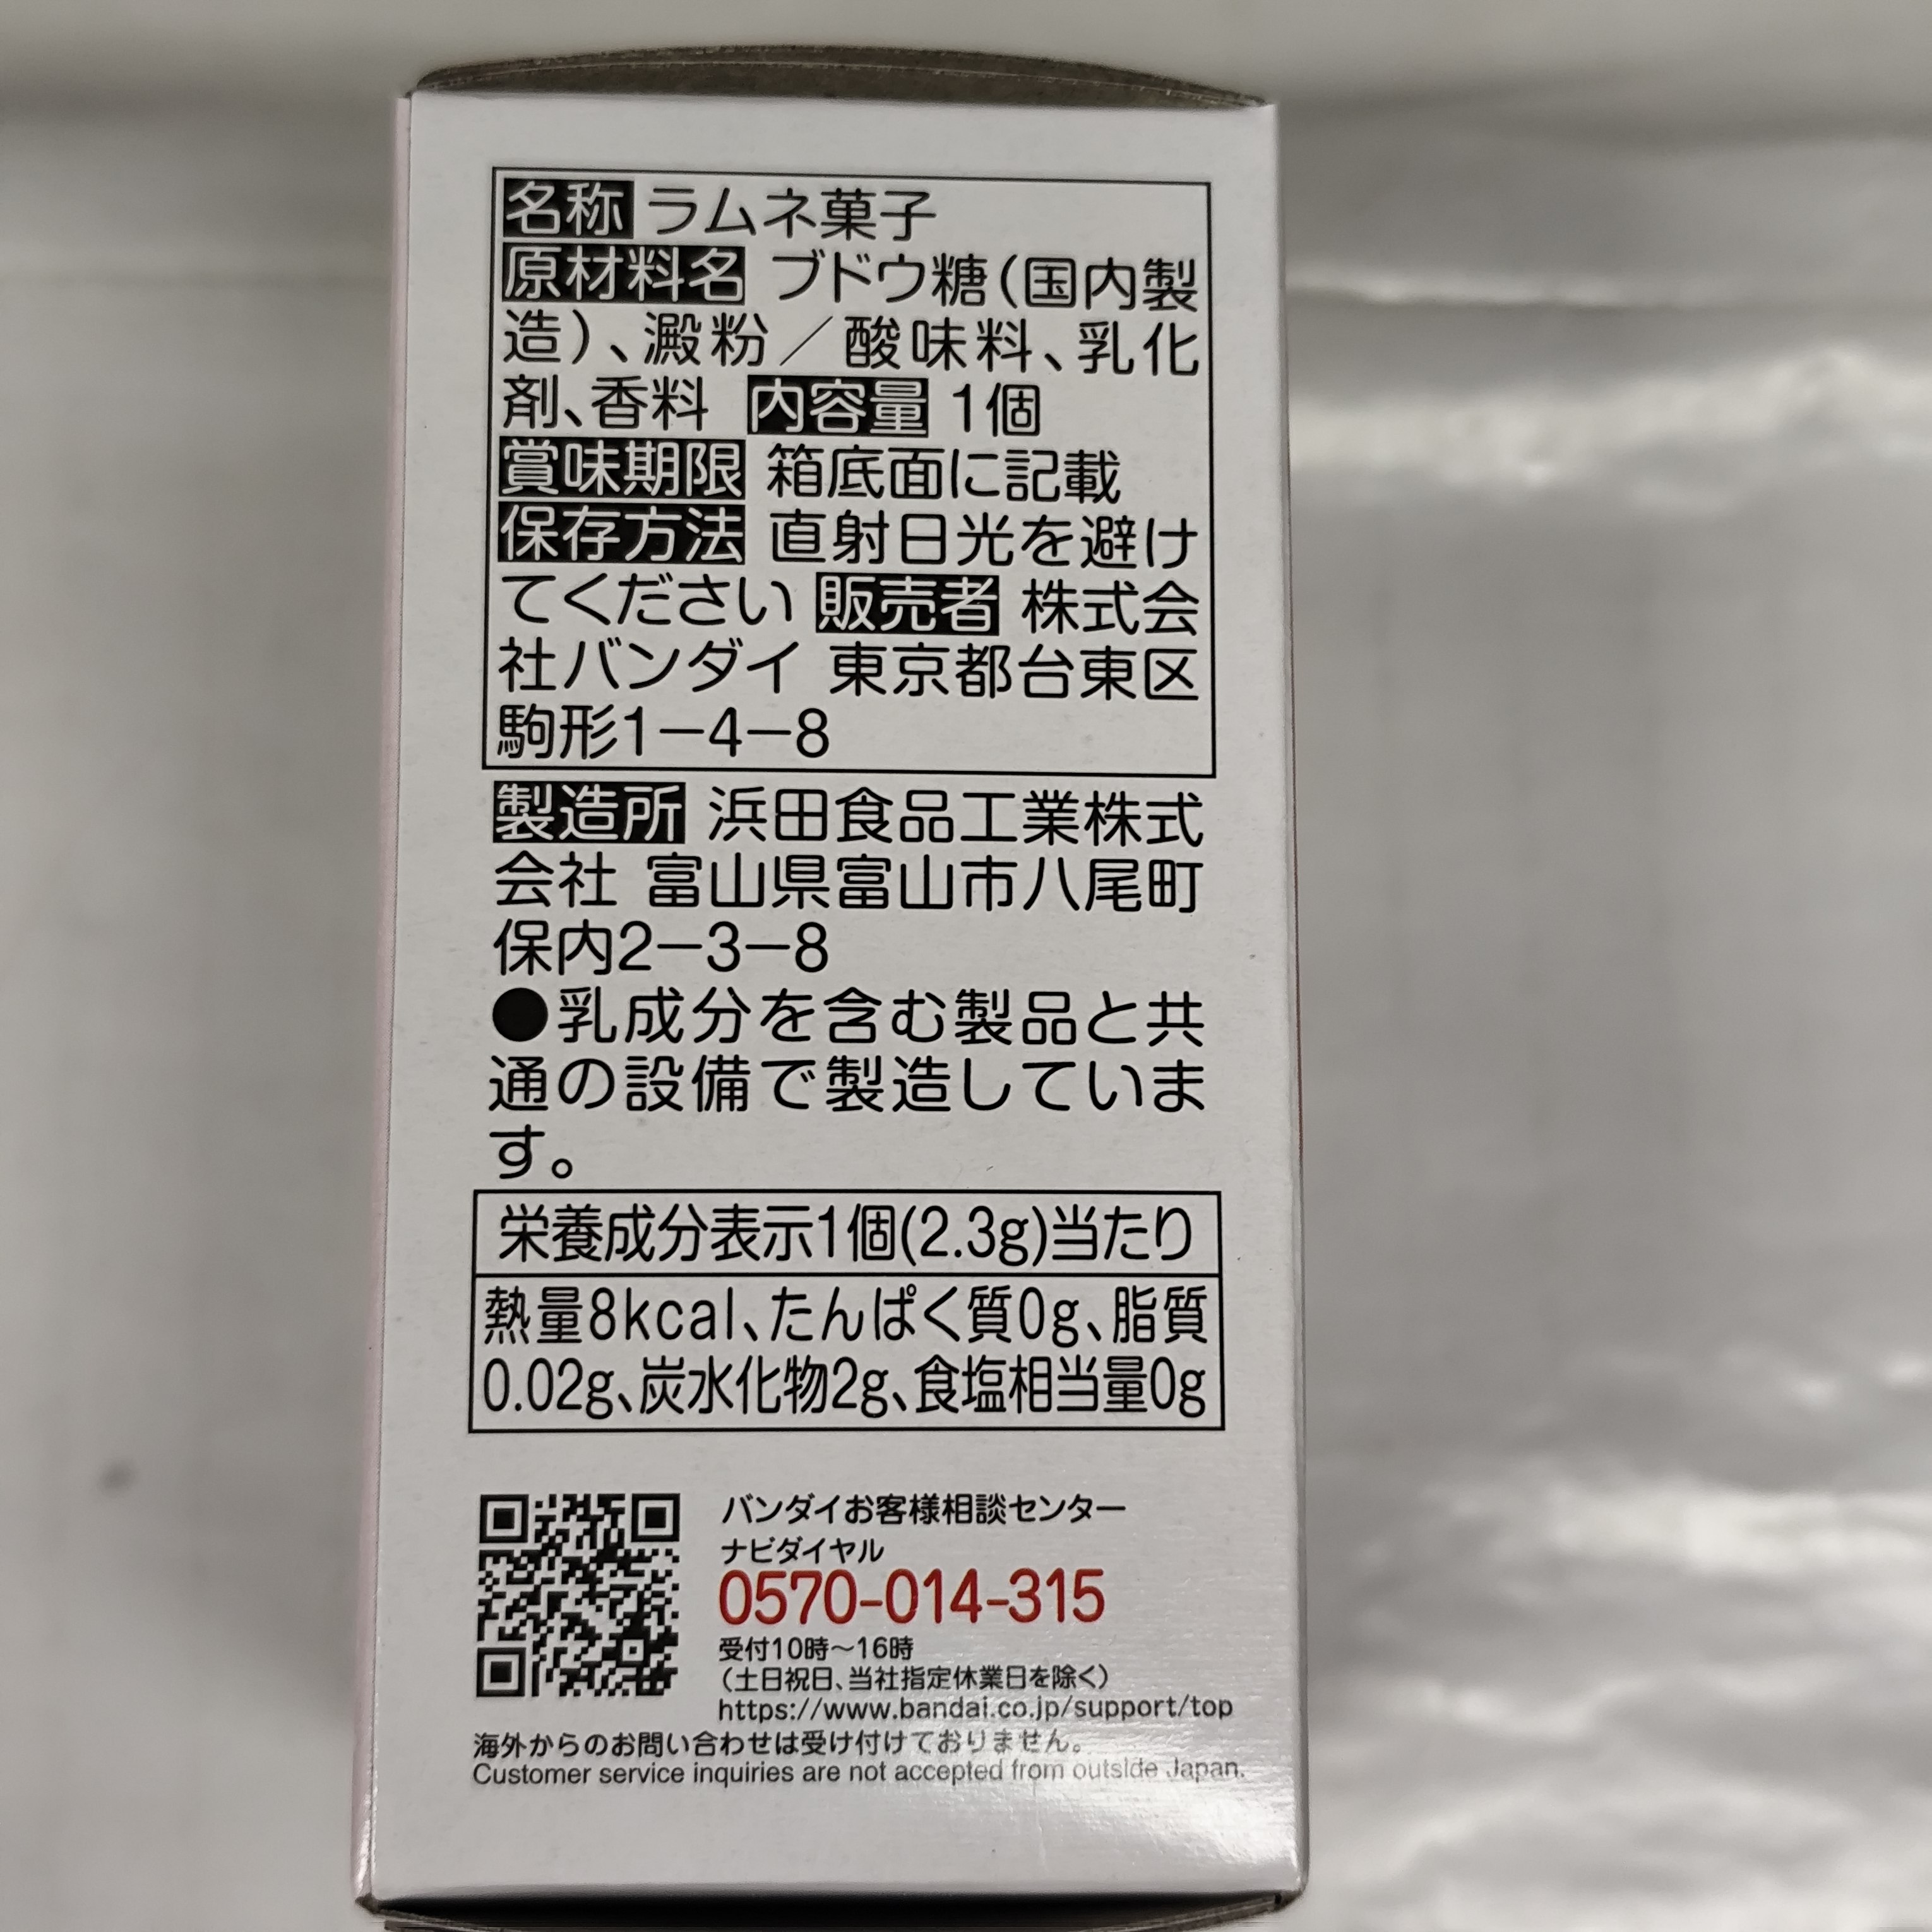 名称 ラムネ菓子
原材料名 ブドウ糖(国内製
造)、澱粉／酸味料、乳化
剤、香料 内容量 1個
賞味期限 箱底面に記載
保存方法 直射日光を避け
てください 販売者 株式会
社バンダイ 東京都台東区
駒形1−4−8
製造所 浜田食品工業株式
会社 富山県富山市八尾町
保内2−3−8
●乳成分を含む製品と共
通の設備で製造していま
す。
栄養成分表示1個(2.3g)当たり
熱量8kcal、たんぱく質0g、脂質
0.02g、炭水化物2g、食塩相当量0g
バンダイお客様相談センター
ナビダイヤル
0570-014-315
受付10時～16時
(土日祝日、当社指定休業日を除く)
https://www.bandai.co.jp/support/top
海外からのお問い合わせは受け付けておりません。
Customer service inquiries are not accepted from outside Japan.